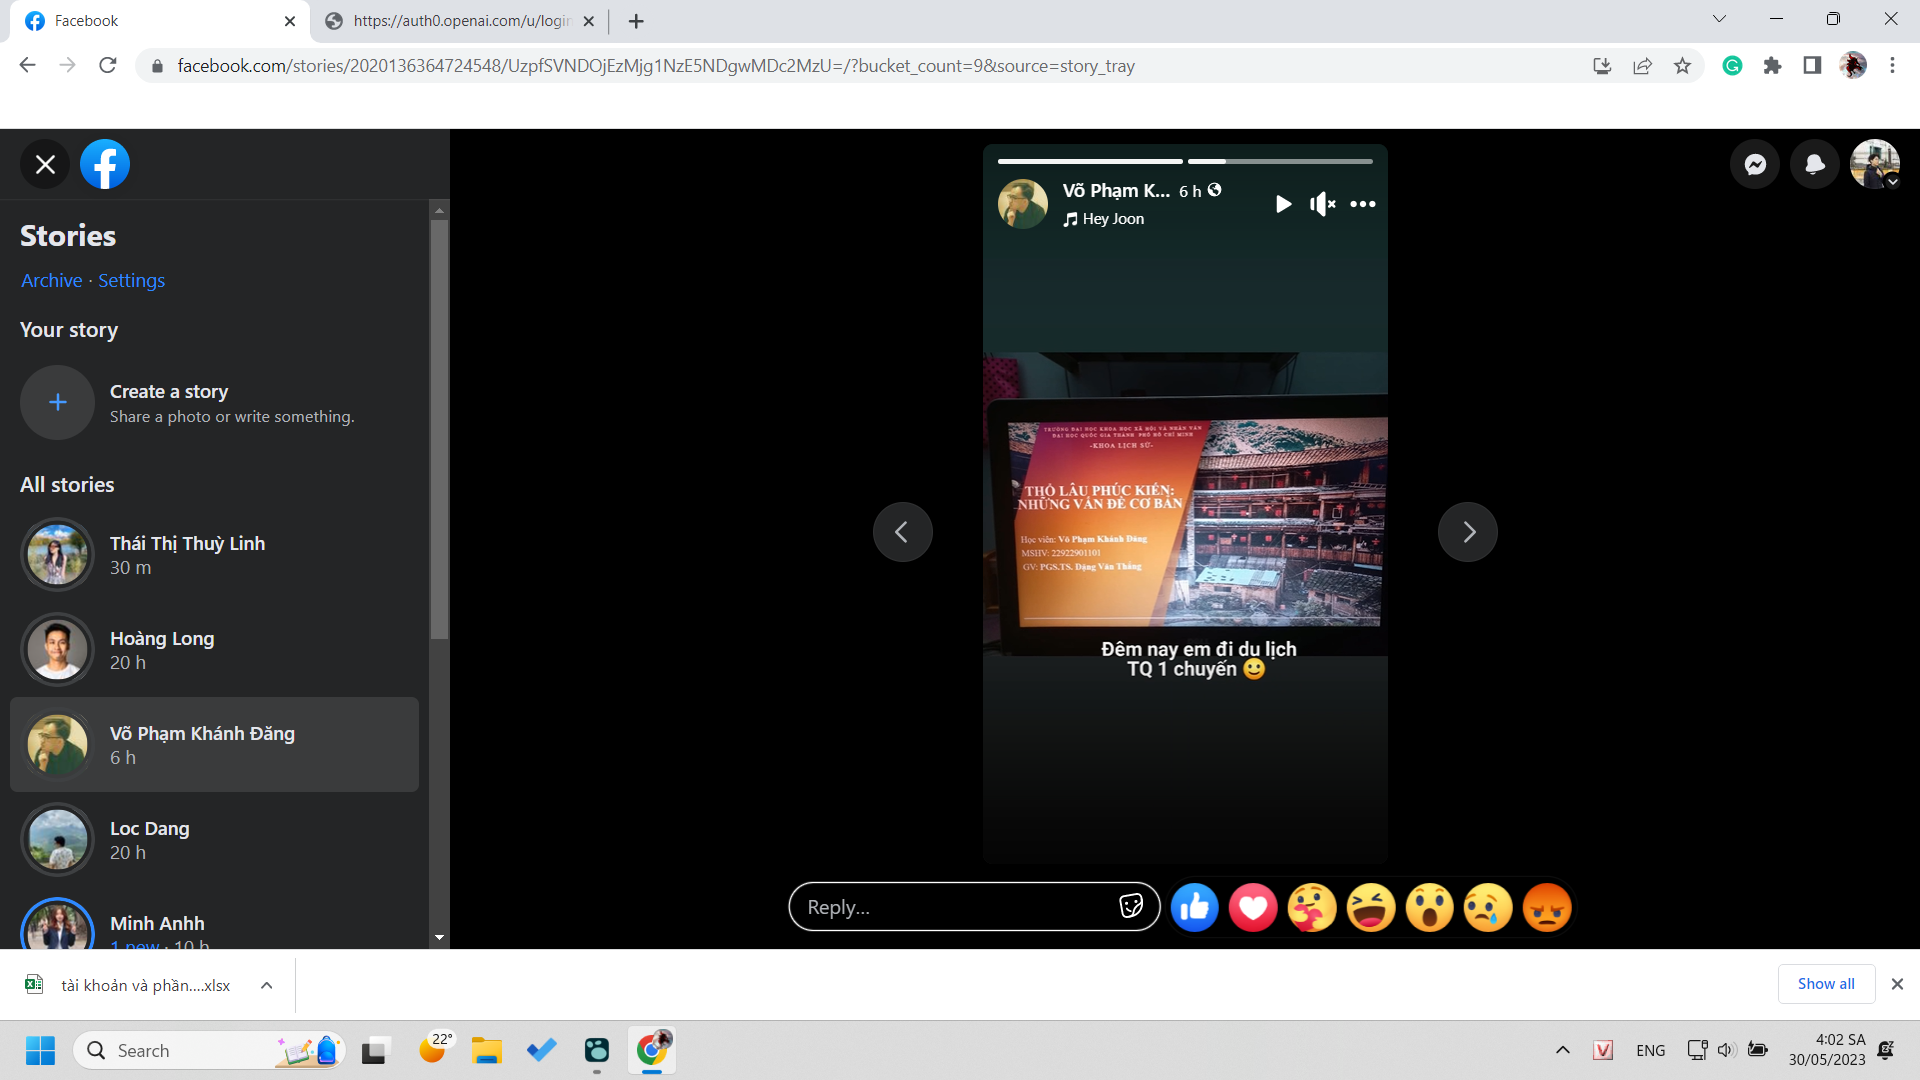 Facebook
https://auth0.openai.com/u/login
facebook.com/stories/2020136364724548/UzpfSVNDOjEzMjg1NzE5NDgwMDc2MzU=/?bucket_count=9&source=story_tray
Stories
Archive · Settings
Your story
Create a story
Share a photo or write something.
All stories
Thái Thị Thuỳ Linh
30 m
Hoàng Long
20 h
Võ Phạm Khánh Đăng
6 h
Loc Dang
20 h
Minh Anhh
1 new · 10 h
Võ Phạm K... 6 h
Hey Joon
TRƯỜNG ĐẠI HỌC KHOA HỌC XÃ HỘI VÀ NHÂN VĂN
ĐẠI HỌC QUỐC GIA THÀNH PHỐ HỒ CHÍ MINH
-KHOA LỊCH SỬ-
THỔ LÂU PHÚC KIẾN:
NHỮNG VẤN ĐỀ CƠ BẢN
Học viên: Võ Phạm Khánh Đăng
MSHV: 22922901101
GV: PGS.TS. Đặng Văn Thắng
Đêm nay em đi du lịch
TQ 1 chuyến
Reply...
tài khoản và phần....xlsx
Show all
Search
22°
ENG
4:02 SA
30/05/2023